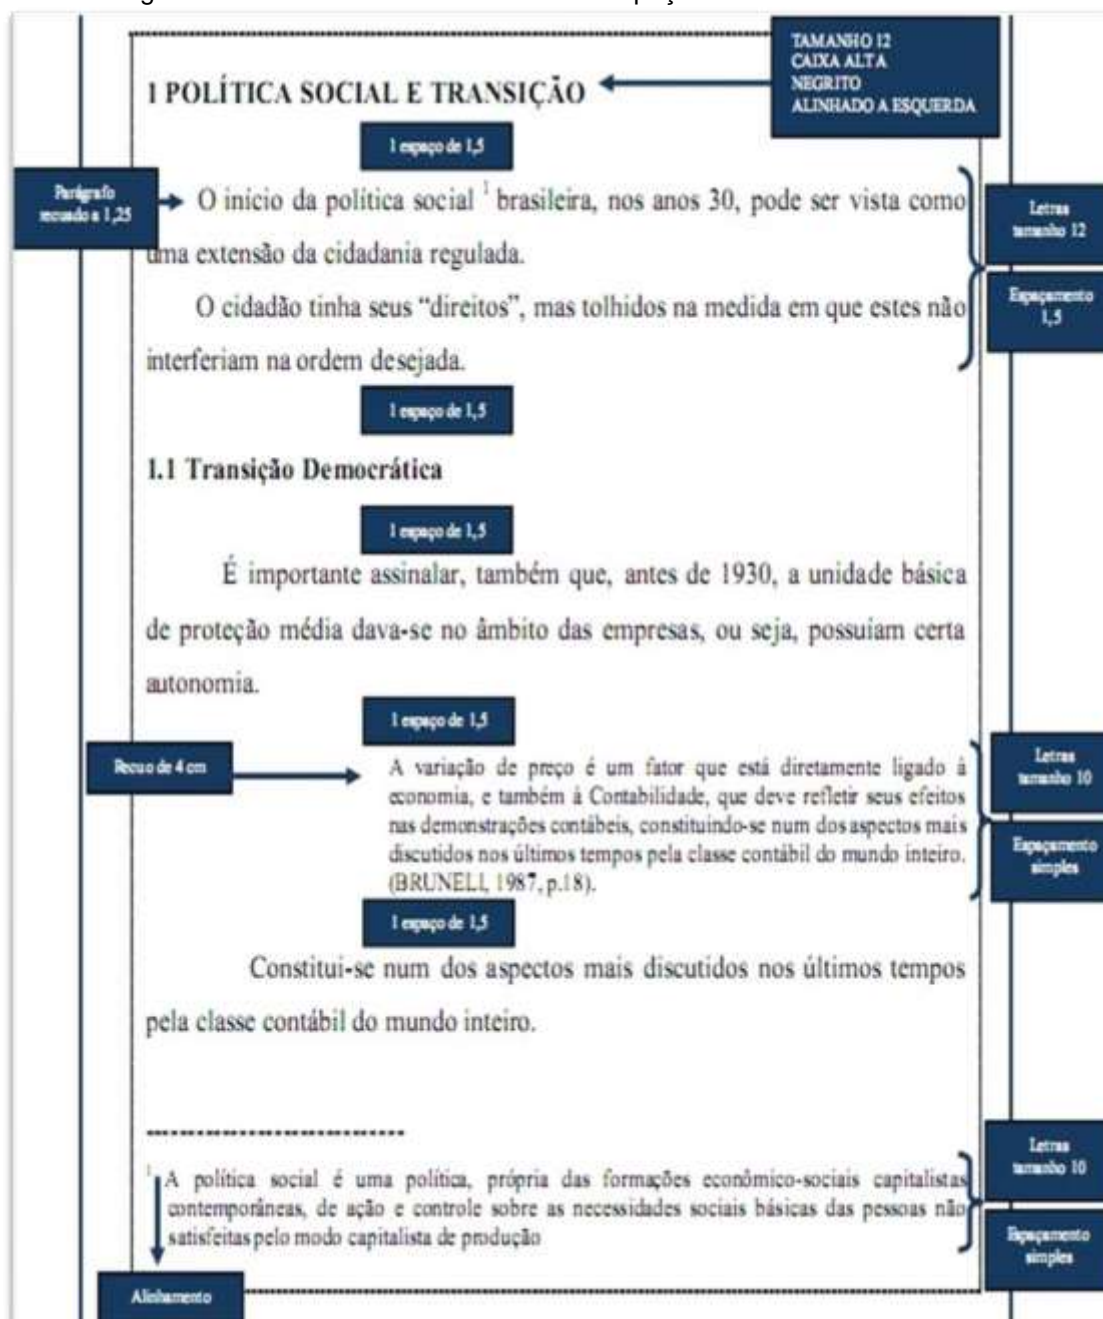 TAMANHO 12
CAIXA ALTA
NEGRITO
ALINHADO A ESQUERDA
1 POLÍTICA SOCIAL E TRANSIÇÃO
1 espaço de 1,5
Parágrafo
recuado a 1,25
O início da política social 1 brasileira, nos anos 30, pode ser vista como
uma extensão da cidadania regulada.
O cidadão tinha seus “direitos”, mas tolhidos na medida em que estes não
interferiam na ordem desejada.
Letras
tamanho 12
Espaçamento
1,5
1 espaço de 1,5
1.1 Transição Democrática
1 espaço de 1,5
É importante assinalar, também que, antes de 1930, a unidade básica
de proteção média dava-se no âmbito das empresas, ou seja, possuíam certa
autonomia.
1 espaço de 1,5
Recuo de 4 cm
A variação de preço é um fator que está diretamente ligado à
economia, e também à Contabilidade, que deve refletir seus efeitos
nas demonstrações contábeis, constituindo-se num dos aspectos mais
discutidos nos últimos tempos pela classe contábil do mundo inteiro.
(BRUNELI, 1987, p.18).
Letras
tamanho 10
Espaçamento
simples
1 espaço de 1,5
Constitui-se num dos aspectos mais discutidos nos últimos tempos
pela classe contábil do mundo inteiro.
1 A política social é uma política, própria das formações econômico-sociais capitalistas
contemporâneas, de ação e controle sobre as necessidades sociais básicas das pessoas não
satisfeitas pelo modo capitalista de produção
Letras
tamanho 10
Espaçamento
simples
Alinhamento